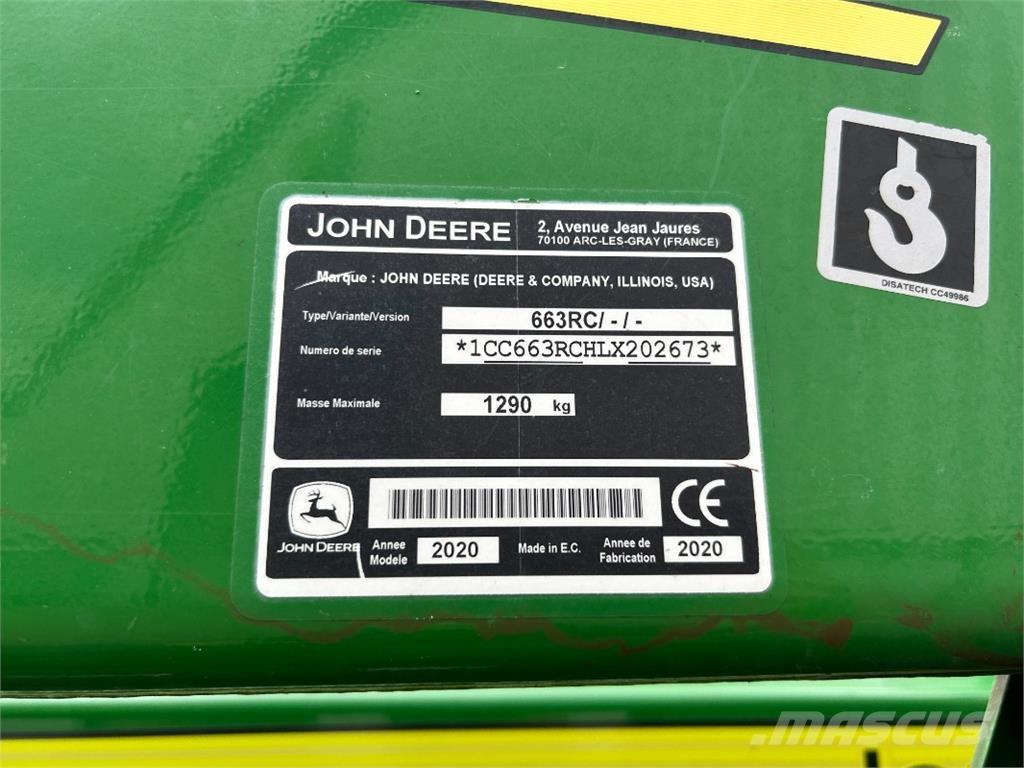 JOHN DEERE
2, Avenue Jean Jaures
70100 ARC-LES-GRAY (FRANCE)
Marque : JOHN DEERE (DEERE & COMPANY, ILLINOIS, USA)
Type/Variante/Version 663RC/ - / -
Numero de serie *1CC663RCHLX202673*
Masse Maximale 1290 kg
JOHN DEERE
Annee Modele 2020
Made in E.C.
Annee de Fabrication 2020
CE
DISATECH CC49986
MASCUS